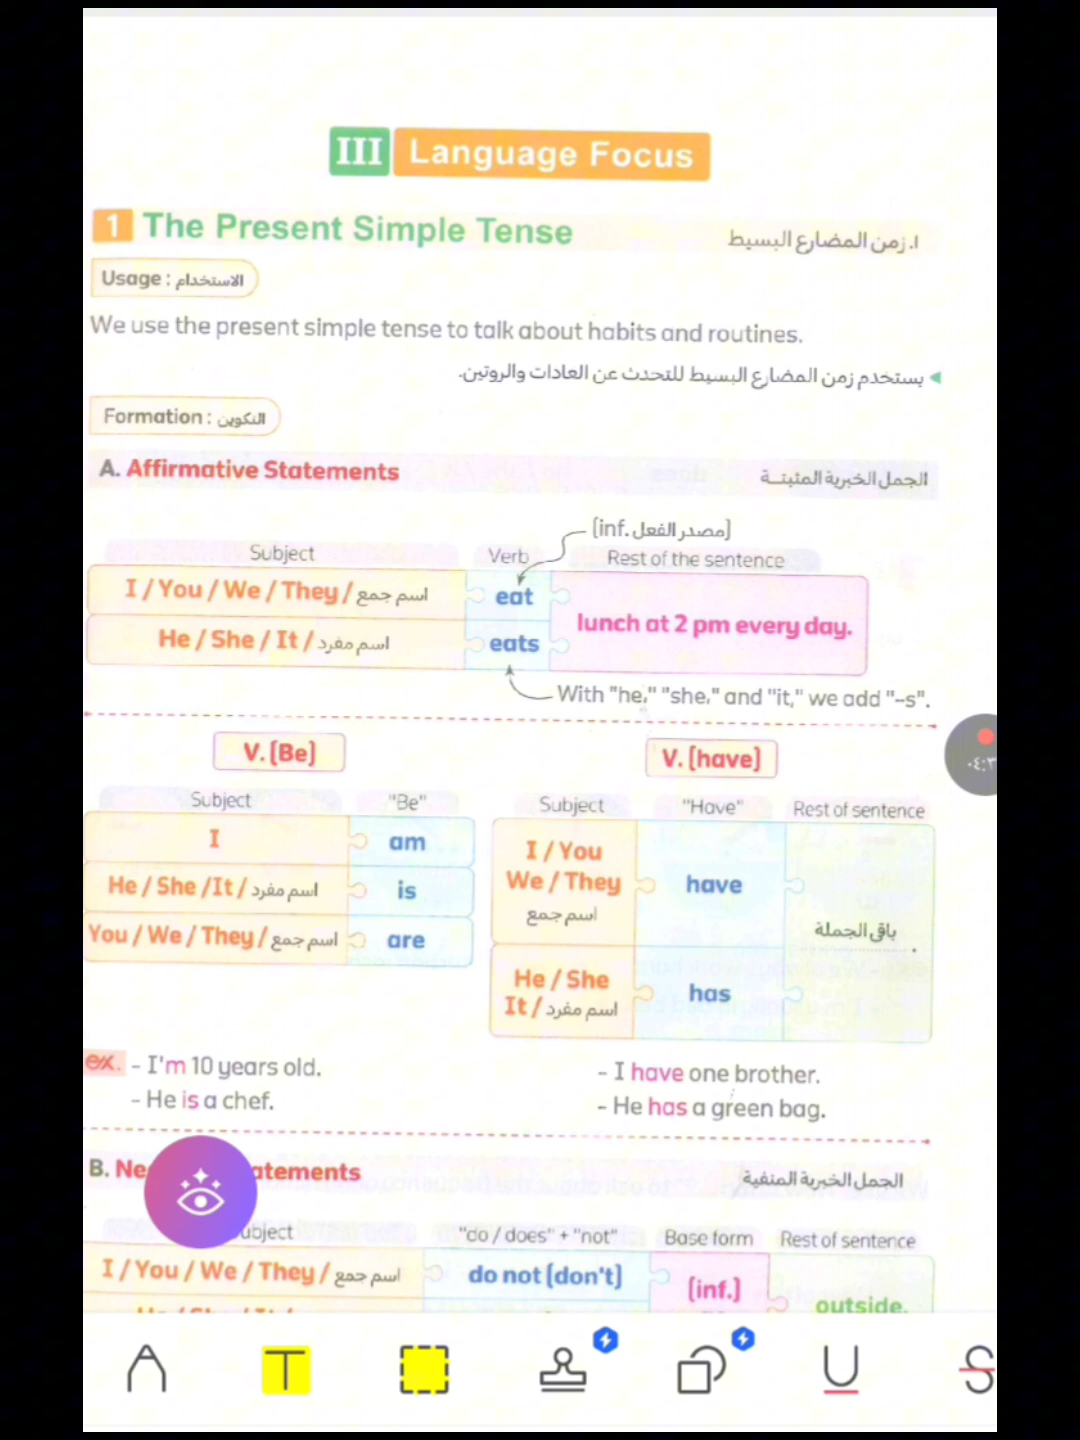 III Language Focus
1 The Present Simple Tense
١. زمن المضارع البسيط
Usage : الاستخدام
We use the present simple tense to talk about habits and routines.
يستخدم زمن المضارع البسيط للتحدث عن العادات والروتين.
Formation : التكوين
A. Affirmative Statements
الجمل الخبرية المثبتة
(inf. مصدر الفعل)
Subject Verb Rest of the sentence
I / You / We / They / اسم جمع eat
lunch at 2 pm every day.
He / She / It / اسم مفرد eats
With "he," "she," and "it," we add "–s".
V. (Be)
Subject "Be"
I am
He / She /It / اسم مفرد is
You / We / They / اسم جمع are
V. (have)
Subject "Have" Rest of sentence
I / You
We / They have
اسم جمع
باقى الجملة
He / She
It / اسم مفرد has
ex. - I'm 10 years old.
- He is a chef.
- I have one brother.
- He has a green bag.
B. Ne atements
الجمل الخبرية المنفية
ubject "do / does" + "not" Base form Rest of sentence
I / You / We / They / اسم جمع do not (don't) (inf.)
outside.
٠٤:٣
T
U
S